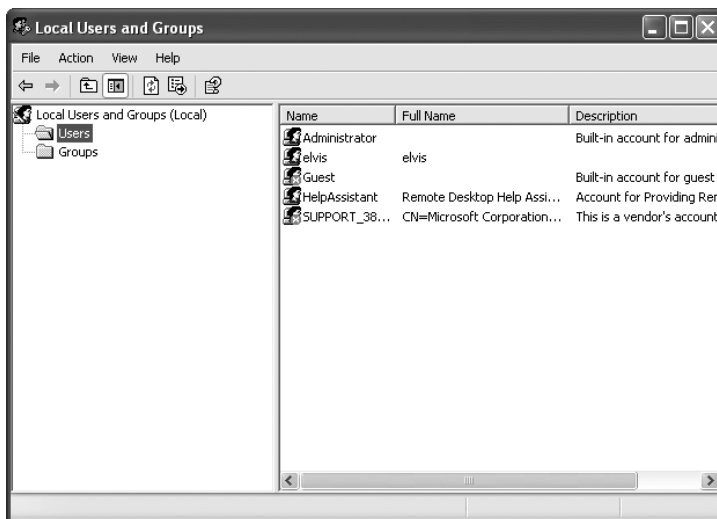 Local Users and Groups
File Action View Help
Local Users and Groups (Local)
Users
Groups
Name Full Name Description
Administrator Built-in account for admini
elvis elvis
Guest Built-in account for guest
HelpAssistant Remote Desktop Help Assi... Account for Providing Rem
SUPPORT_38... CN=Microsoft Corporation... This is a vendor's account